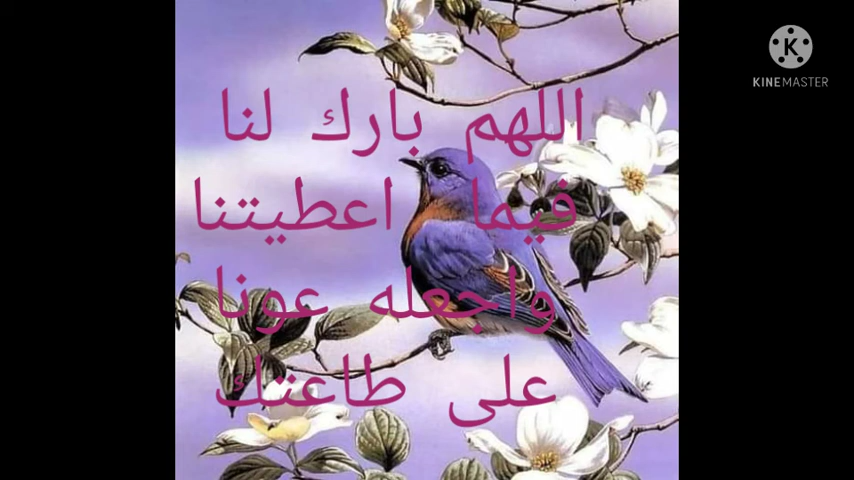 اللهم بارك لنا
فيما اعطيتنا
واجعله عونا
على طاعتك
KINEMASTER